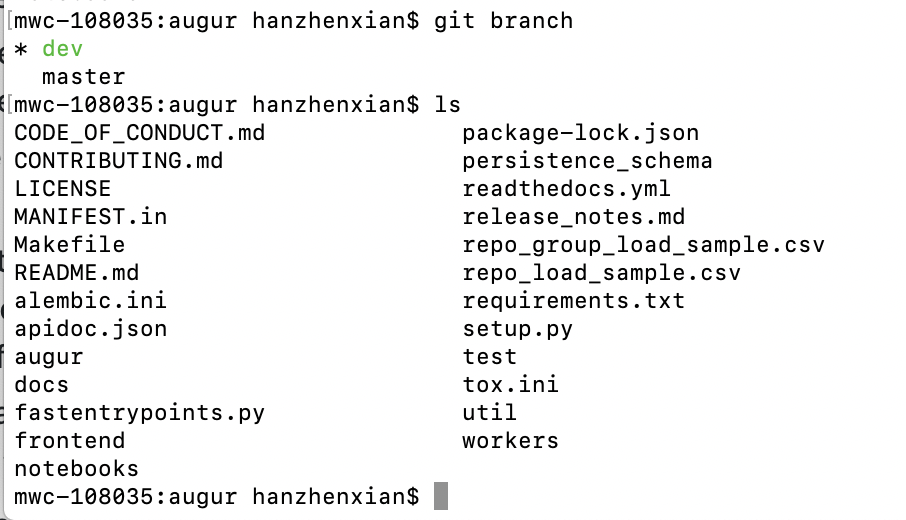 [mwc-108035:augur hanzhenxian$ git branch
* dev
  master
[mwc-108035:augur hanzhenxian$ ls
CODE_OF_CONDUCT.md package-lock.json
CONTRIBUTING.md persistence_schema
LICENSE readthedocs.yml
MANIFEST.in release_notes.md
Makefile repo_group_load_sample.csv
README.md repo_load_sample.csv
alembic.ini requirements.txt
apidoc.json setup.py
augur test
docs tox.ini
fastentrypoints.py util
frontend workers
notebooks
mwc-108035:augur hanzhenxian$